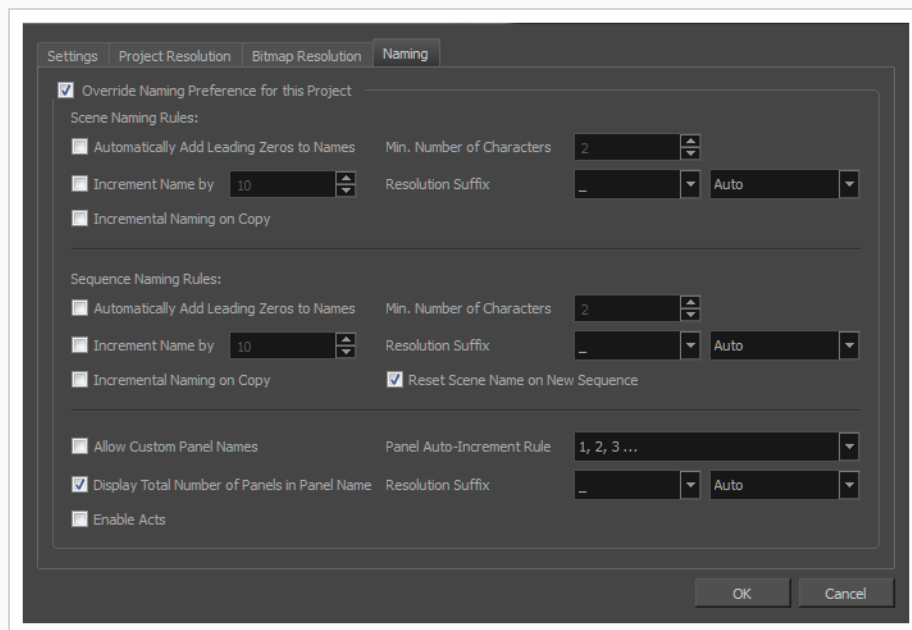 Settings Project Resolution Bitmap Resolution Naming
Override Naming Preference for this Project
Scene Naming Rules:
Automatically Add Leading Zeros to Names Min. Number of Characters 2
Increment Name by 10 Resolution Suffix _ Auto
Incremental Naming on Copy
Sequence Naming Rules:
Automatically Add Leading Zeros to Names Min. Number of Characters 2
Increment Name by 10 Resolution Suffix _ Auto
Incremental Naming on Copy Reset Scene Name on New Sequence
Allow Custom Panel Names Panel Auto-Increment Rule 1, 2, 3 ...
Display Total Number of Panels in Panel Name Resolution Suffix _ Auto
Enable Acts
OK Cancel